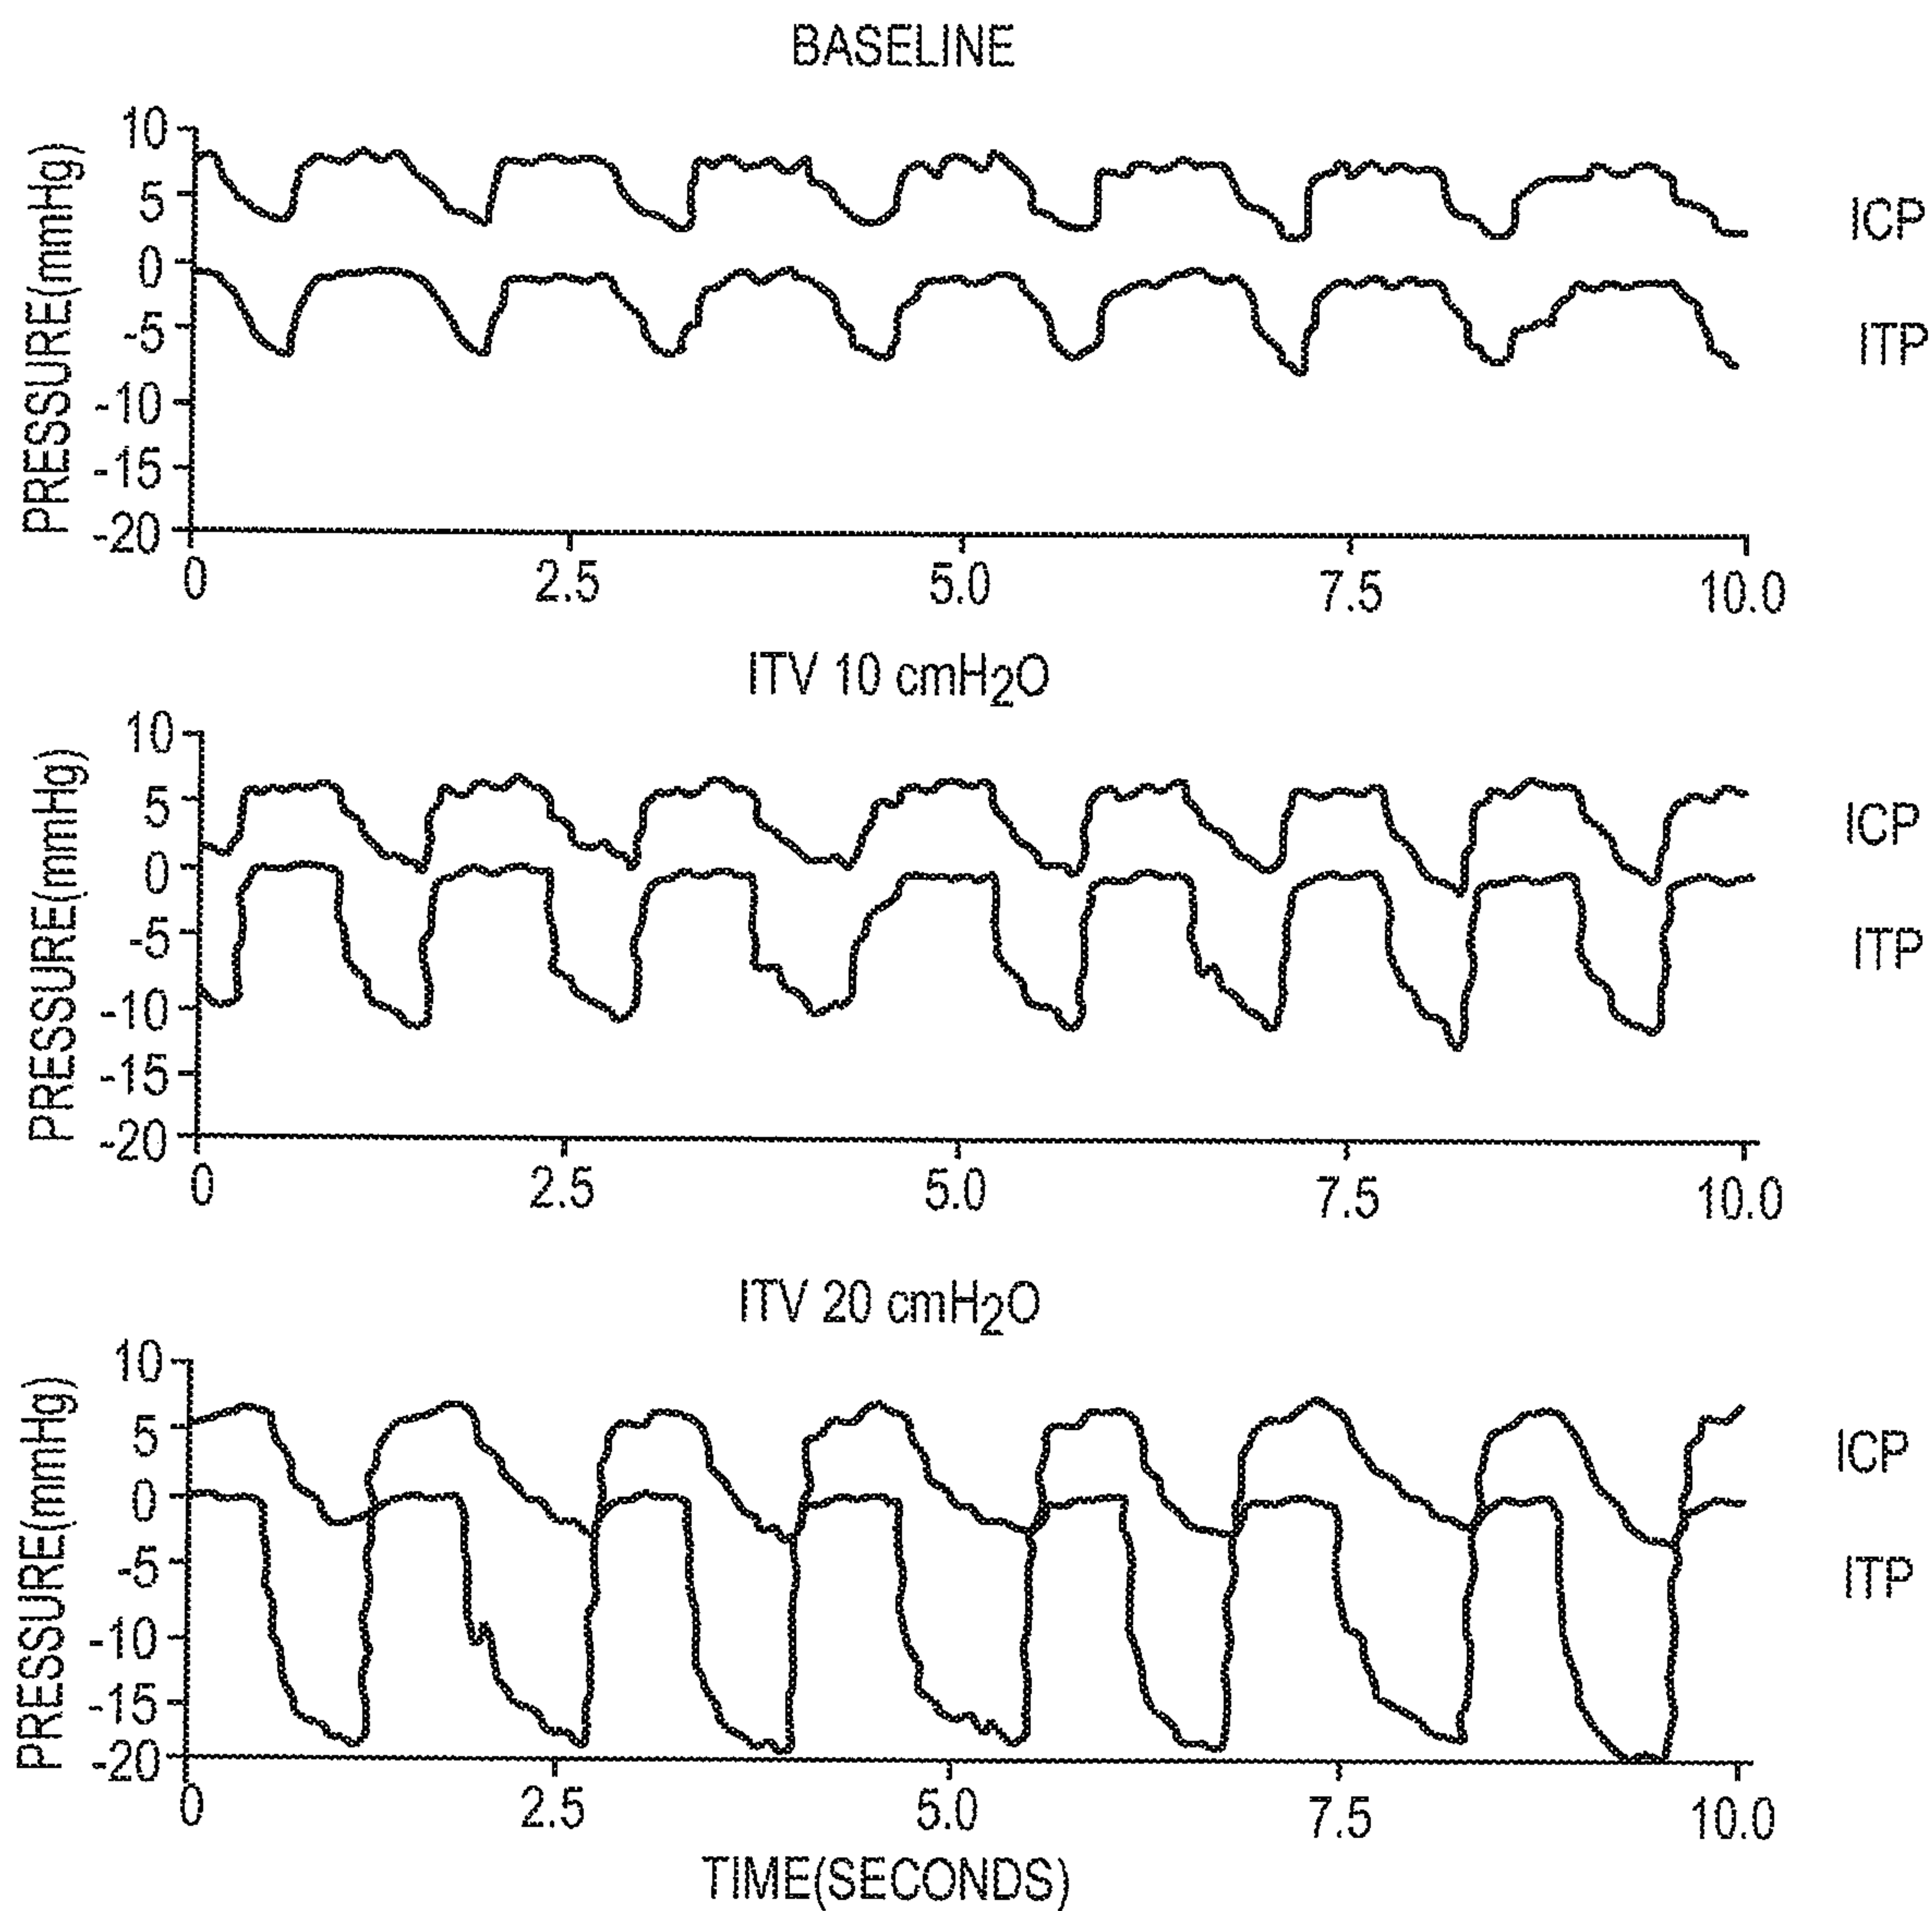 BASELINE
PRESSURE(mmHg)
10
5
0
-5
-10
-15
-20
0 2.5 5.0 7.5 10.0
ICP
ITP
ITV 10 cmH₂O
PRESSURE(mmHg)
10
5
0
-5
-10
-15
-20
0 2.5 5.0 7.5 10.0
ICP
ITP
ITV 20 cmH₂O
PRESSURE(mmHg)
10
5
0
-5
-10
-15
-20
0 2.5 5.0 7.5 10.0
ICP
ITP
TIME(SECONDS)